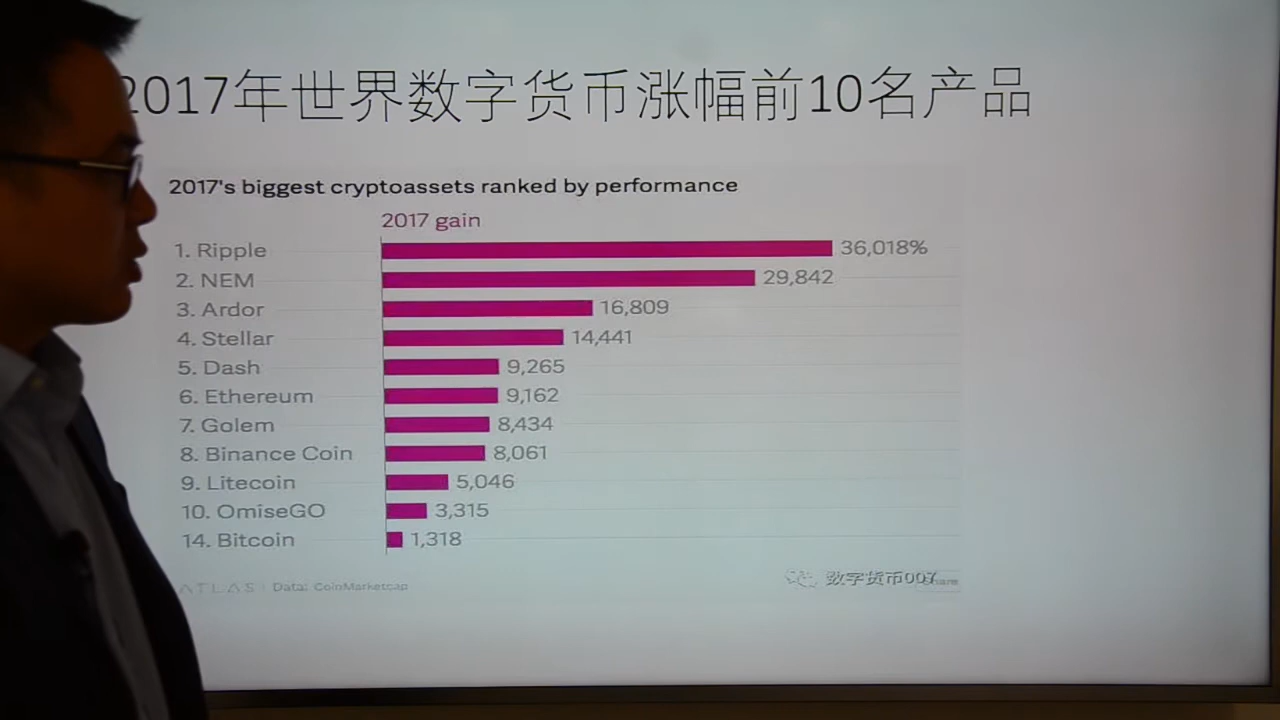 2017年世界数字货币涨幅前10名产品
2017's biggest cryptoassets ranked by performance
2017 gain
1. Ripple 36,018%
2. NEM 29,842
3. Ardor 16,809
4. Stellar 14,441
5. Dash 9,265
6. Ethereum 9,162
7. Golem 8,434
8. Binance Coin 8,061
9. Litecoin 5,046
10. OmiseGO 3,315
14. Bitcoin 1,318
ATLAS | Data: CoinMarketcap
数字货币007
Share